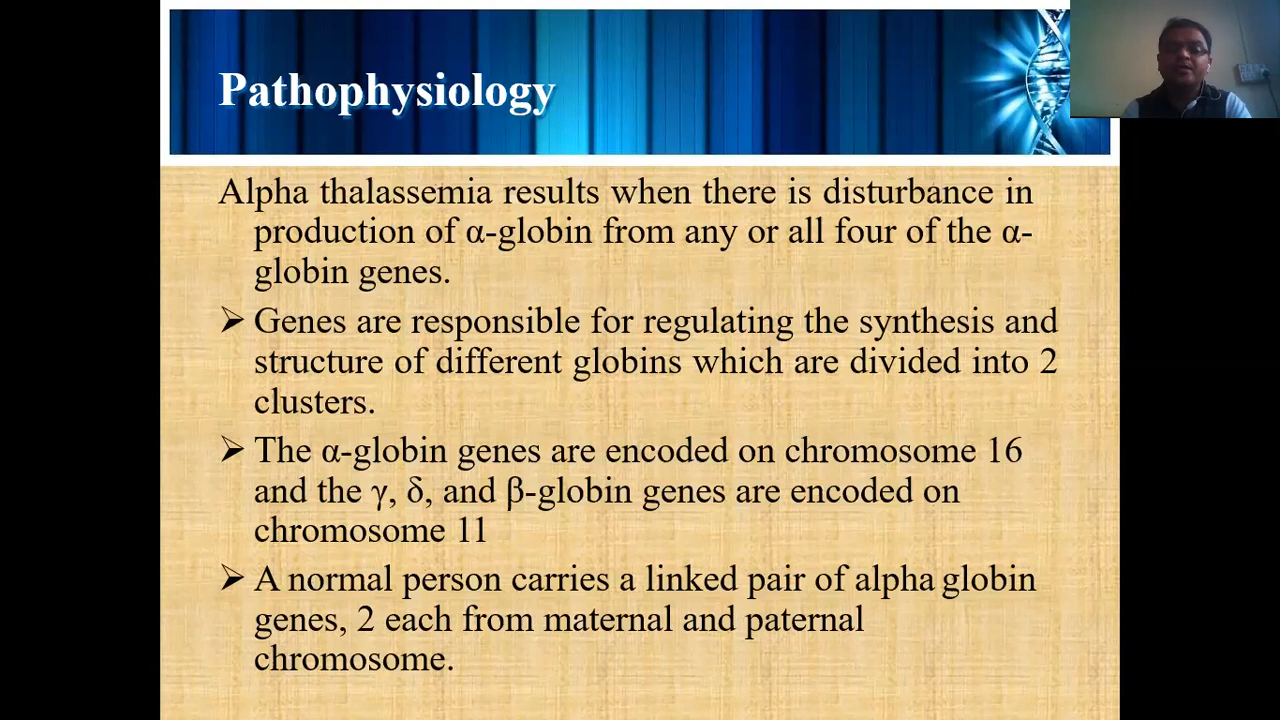 Pathophysiology
Alpha thalassemia results when there is disturbance in
production of α-globin from any or all four of the α-
globin genes.
➢ Genes are responsible for regulating the synthesis and
structure of different globins which are divided into 2
clusters.
➢ The α-globin genes are encoded on chromosome 16
and the γ, δ, and β-globin genes are encoded on
chromosome 11
➢ A normal person carries a linked pair of alpha globin
genes, 2 each from maternal and paternal
chromosome.